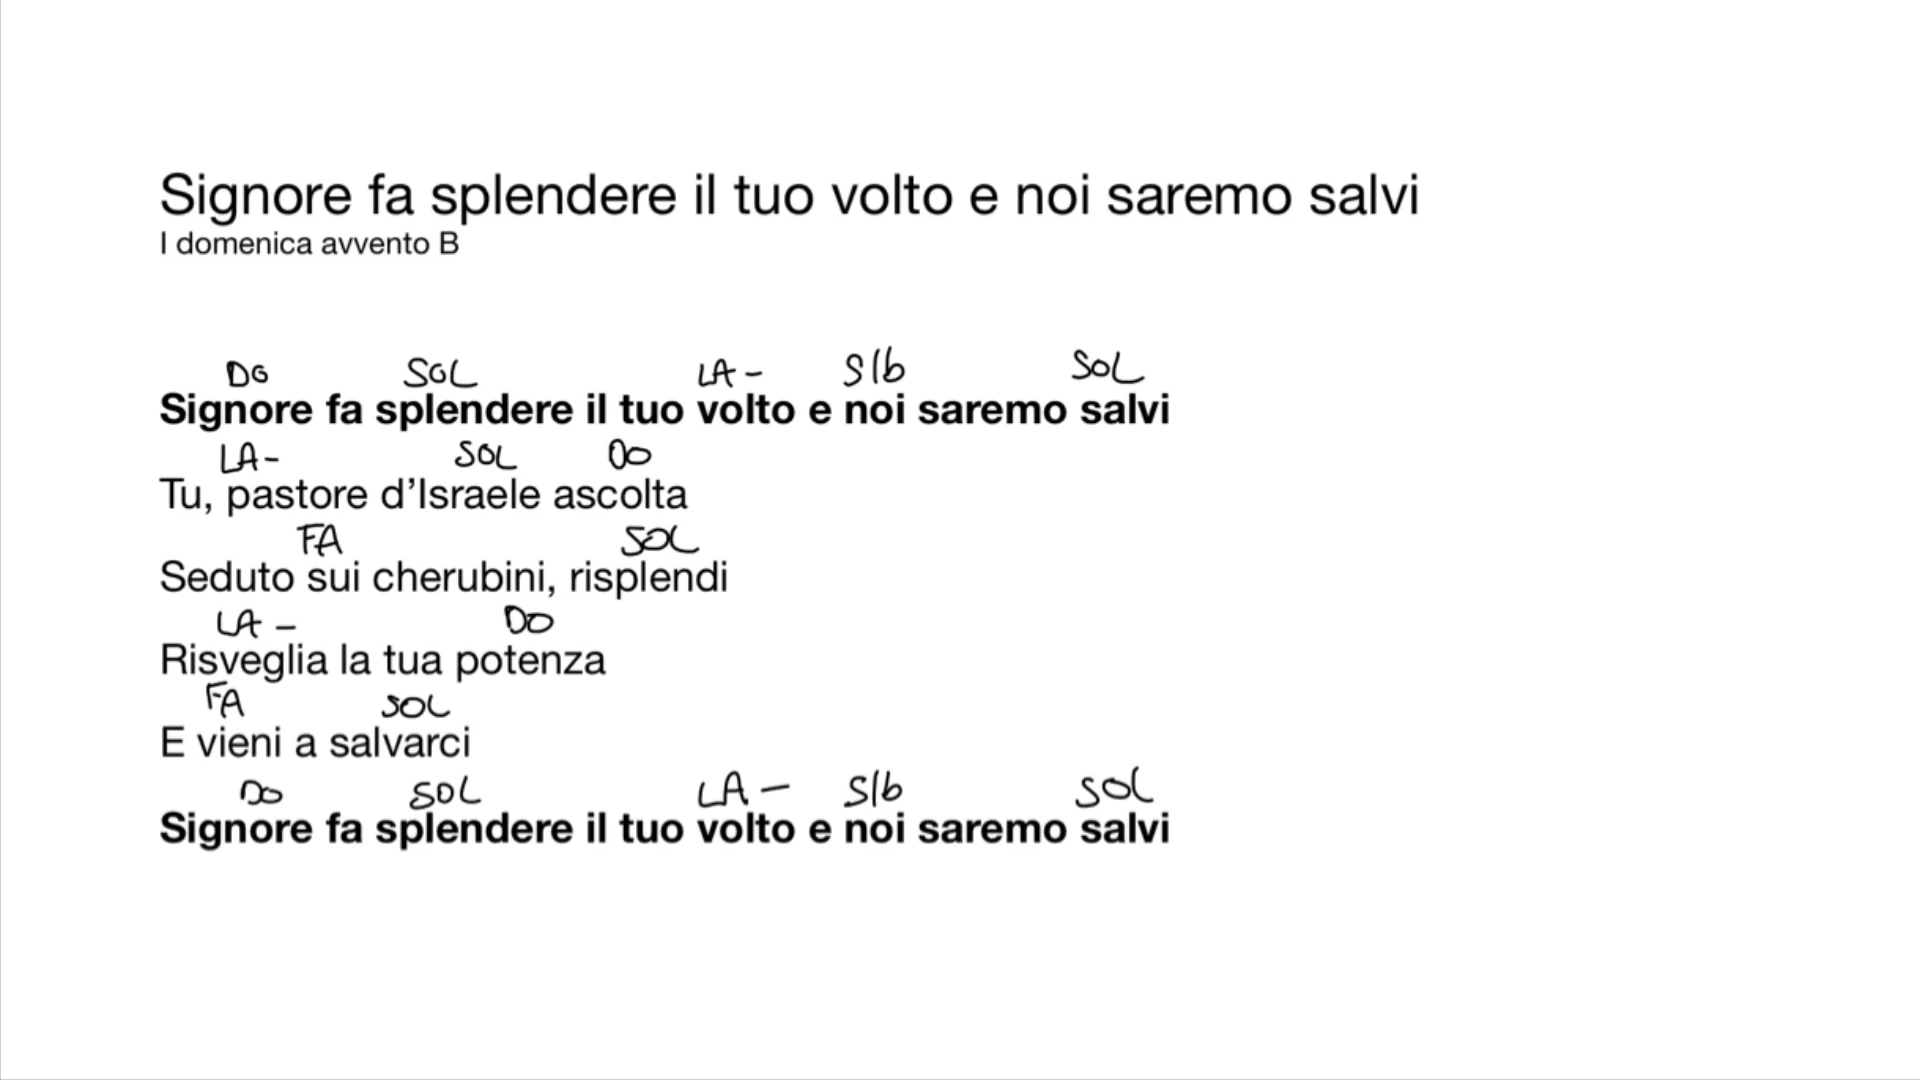 Signore fa splendere il tuo volto e noi saremo salvi
I domenica avvento B
DO SOL LA- SIb SOL
Signore fa splendere il tuo volto e noi saremo salvi
LA- SOL DO
Tu, pastore d’Israele ascolta
FA SOL
Seduto sui cherubini, risplendi
LA- DO
Risveglia la tua potenza
FA SOL
E vieni a salvarci
DO SOL LA- SIb SOL
Signore fa splendere il tuo volto e noi saremo salvi